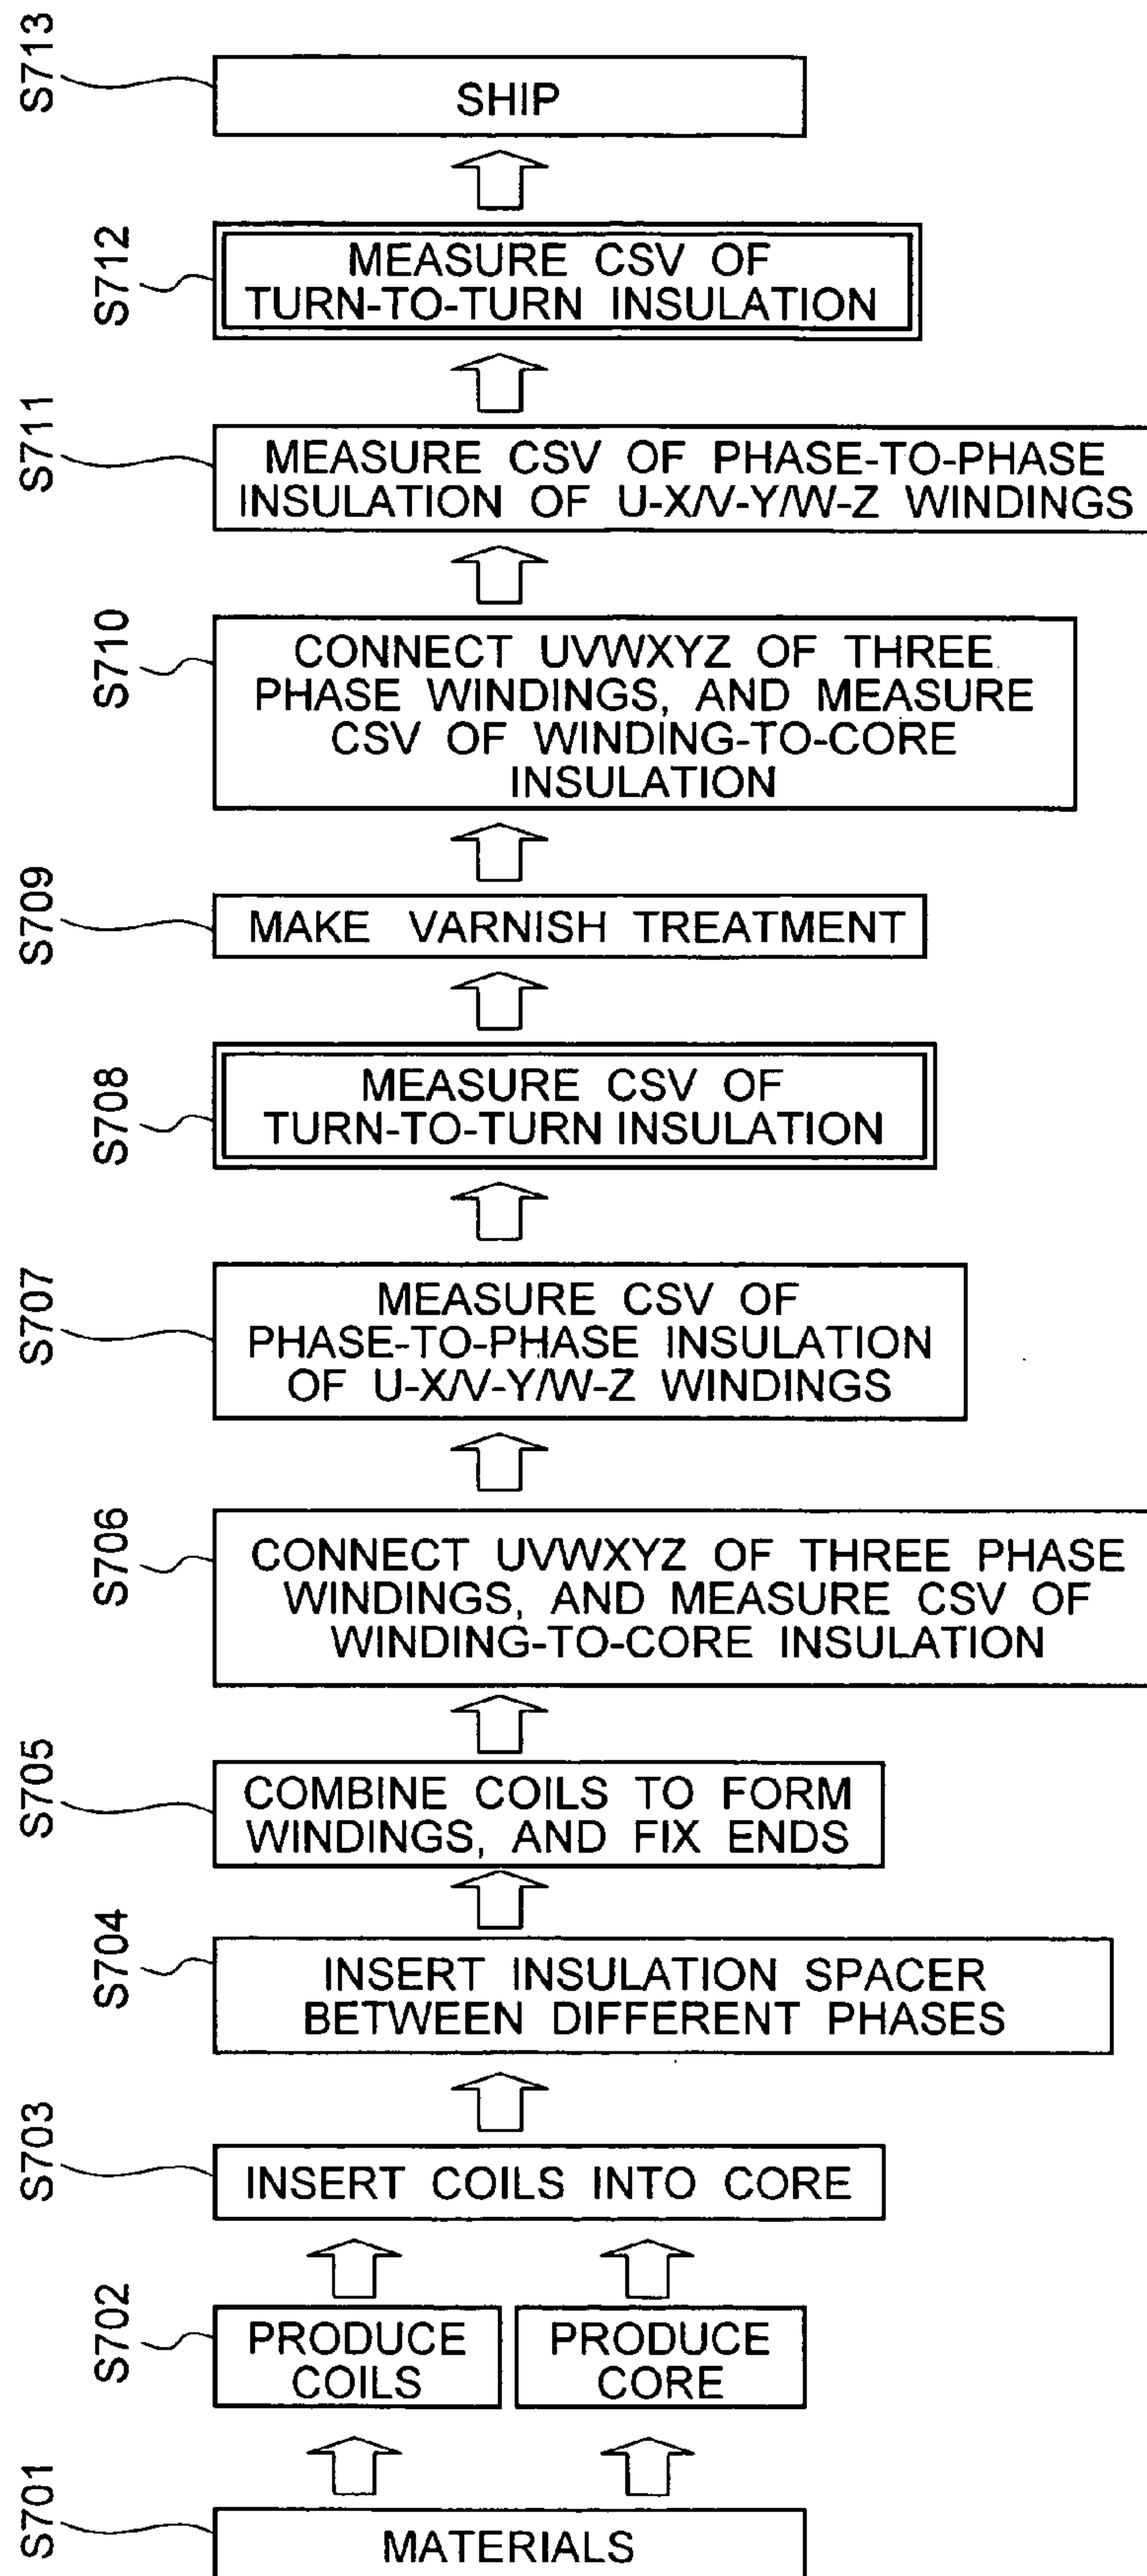 S713
SHIP
S712
MEASURE CSV OF
TURN-TO-TURN INSULATION
S711
MEASURE CSV OF PHASE-TO-PHASE
INSULATION OF U-X/V-Y/W-Z WINDINGS
S710
CONNECT UVWXYZ OF THREE
PHASE WINDINGS, AND MEASURE
CSV OF WINDING-TO-CORE
INSULATION
S709
MAKE VARNISH TREATMENT
S708
MEASURE CSV OF
TURN-TO-TURN INSULATION
S707
MEASURE CSV OF
PHASE-TO-PHASE INSULATION
OF U-X/V-Y/W-Z WINDINGS
S706
CONNECT UVWXYZ OF THREE PHASE
WINDINGS, AND MEASURE CSV OF
WINDING-TO-CORE INSULATION
S705
COMBINE COILS TO FORM
WINDINGS, AND FIX ENDS
S704
INSERT INSULATION SPACER
BETWEEN DIFFERENT PHASES
S703
INSERT COILS INTO CORE
S702
PRODUCE
COILS
PRODUCE
CORE
S701
MATERIALS